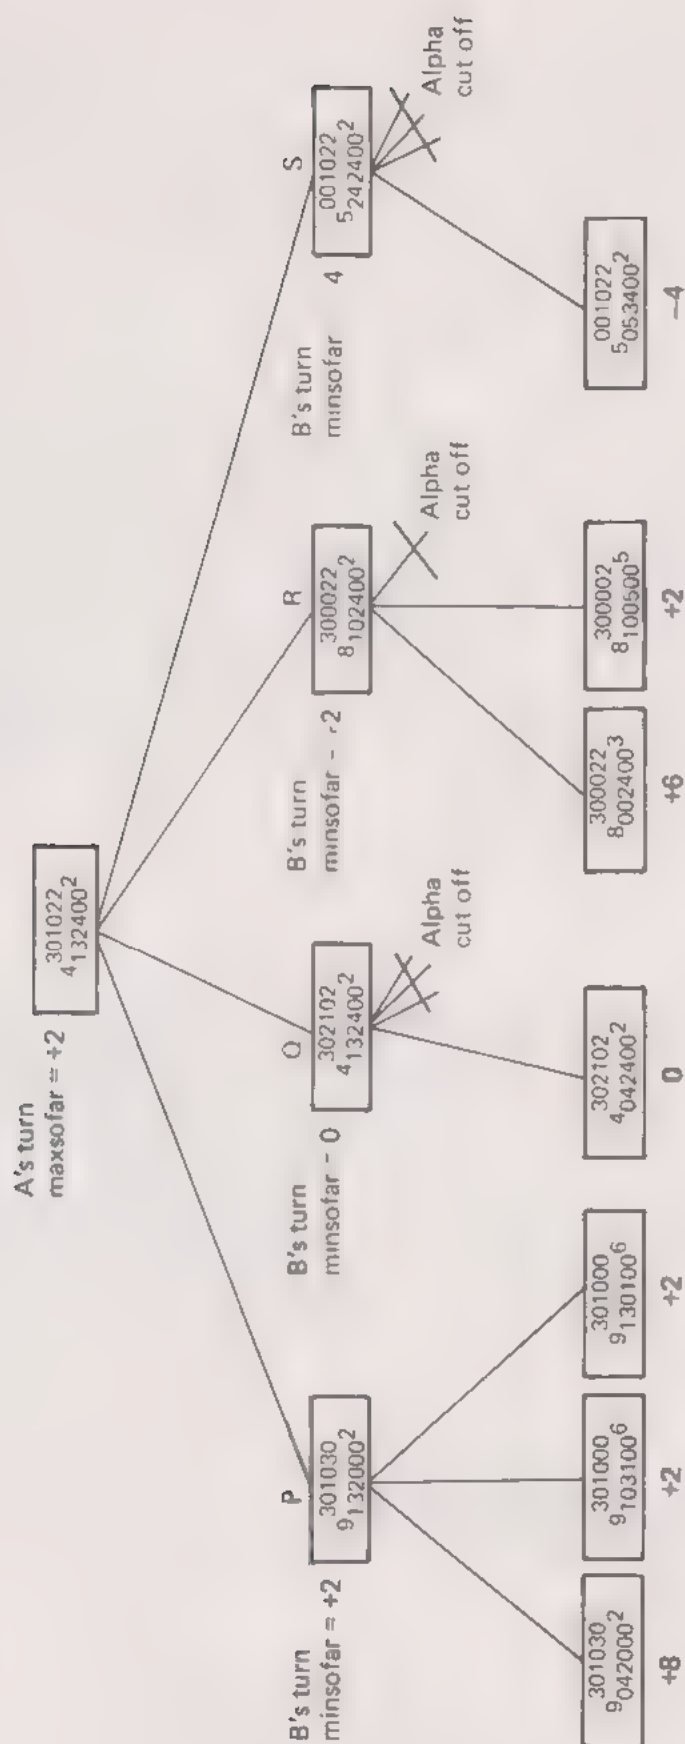 A's turn
maxsofar = +2
301022
4 132400 2
P
B's turn
minsofar = +2
301030
9 132000 2
Q
B's turn
minsofar - 0
302102
4 132400 2
Alpha
cut off
R
B's turn
minsofar - 2
300022
8 102400 2
Alpha
cut off
S
B's turn
minsofar 4
001022
5 242400 2
Alpha
cut off
301030
9 042000 2
+8
301000
9 103100 6
+2
301000
9 130100 6
+2
302102
4 042400 2
0
300022
8 002400 3
+6
300002
8 100500 5
+2
001022
5 053400 2
−4